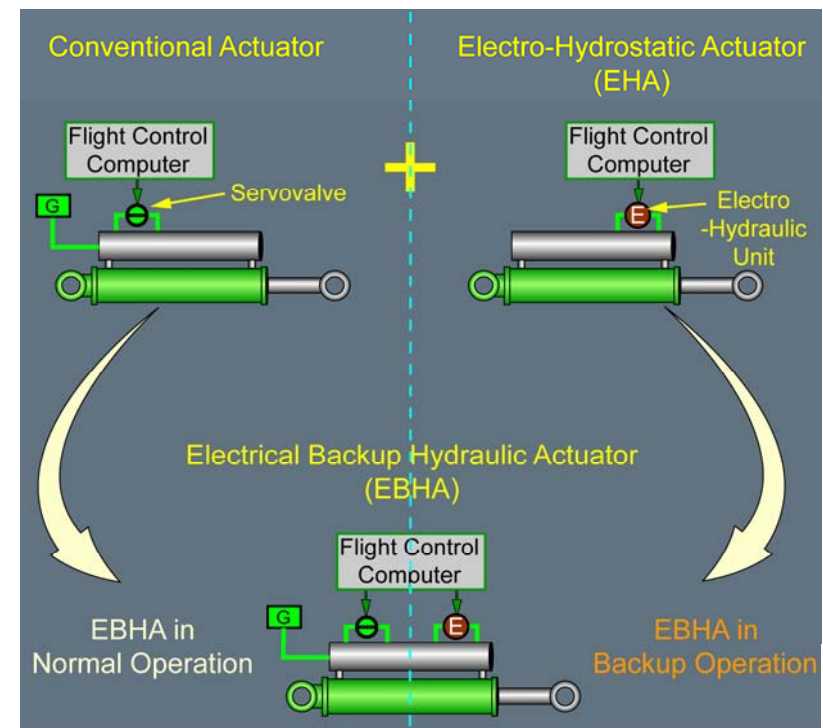 Conventional Actuator
Electro-Hydrostatic Actuator
(EHA)
Flight Control
Computer
Servovalve
G
Flight Control
Computer
E
Electro
-Hydraulic
Unit
Electrical Backup Hydraulic Actuator
(EBHA)
Flight Control
Computer
G
E
EBHA in
Normal Operation
EBHA in
Backup Operation